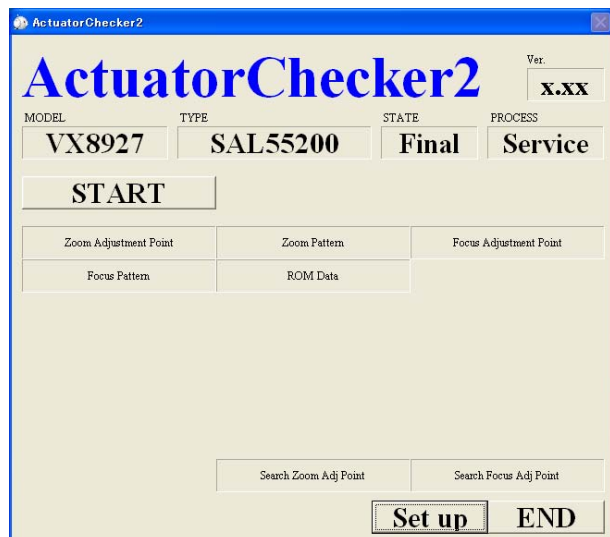 ActuatorChecker2
ActuatorChecker2
Ver.
x.xx
MODEL TYPE STATE PROCESS
VX8927 SAL55200 Final Service
START
Zoom Adjustment Point Zoom Pattern Focus Adjustment Point
Focus Pattern ROM Data
Search Zoom Adj Point Search Focus Adj Point
Set up END